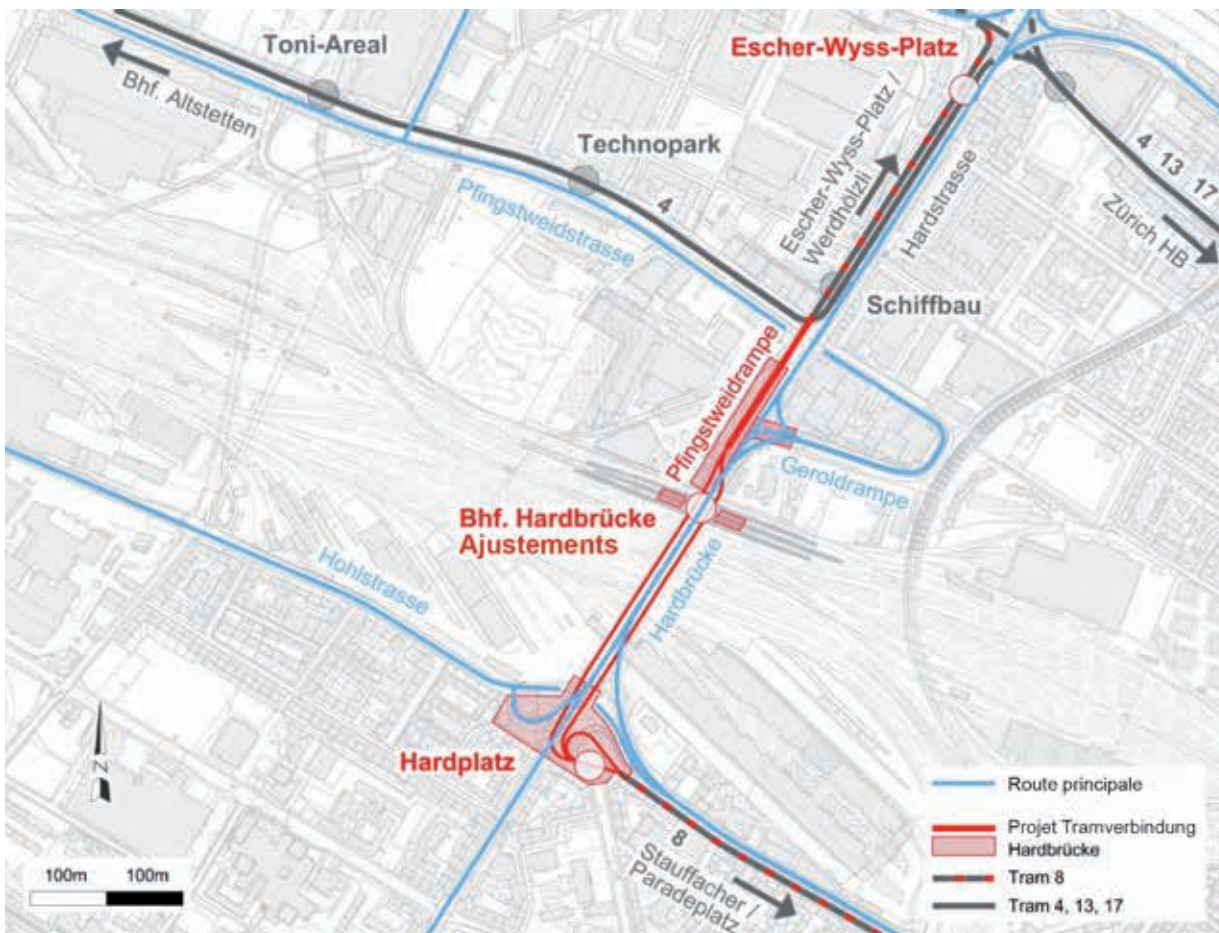 Toni-Areal
Escher-Wyss-Platz
Bhf. Altstetten
Technopark
Escher-Wyss-Platz /
Werdhölzli
4 13 17
Zürich HB
Pfingstweidstrasse
4
Hardstrasse
Schiffbau
Pfingstweidrampe
Geroldrampe
Bhf. Hardbrücke
Ajustements
Hohlstrasse
Hardbrücke
Hardplatz
N
8
Stauffacher /
Paradeplatz
100m 100m
Route principale
Projet Tramverbindung
Hardbrücke
Tram 8
Tram 4, 13, 17